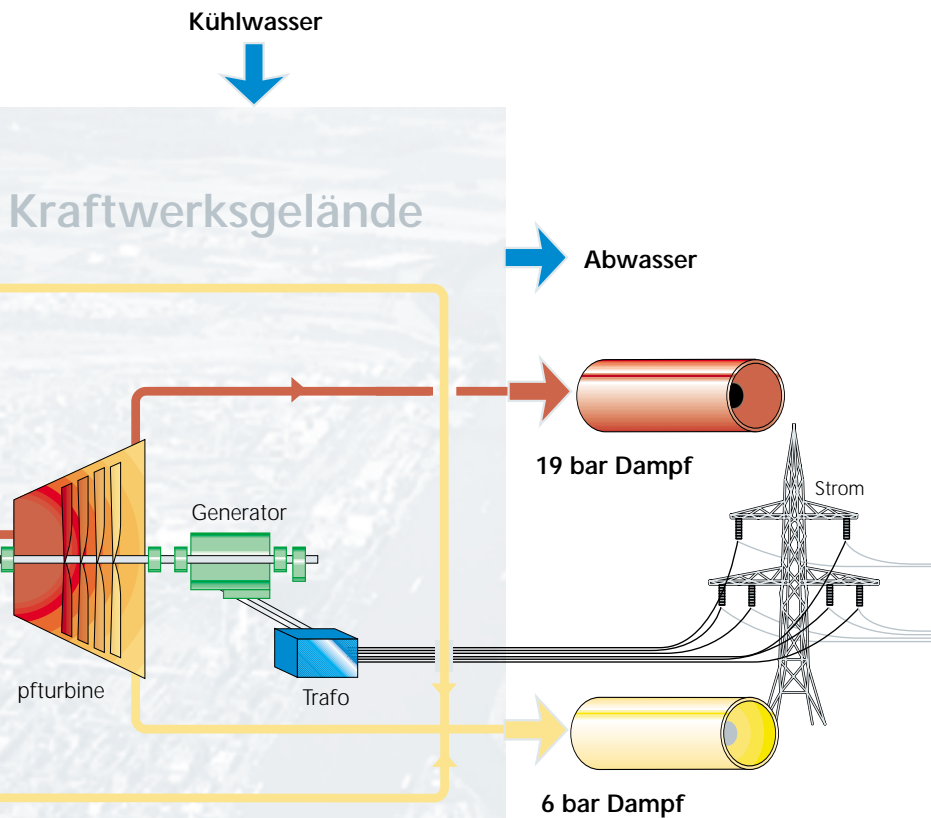 Kühlwasser
Kraftwerksgelände
Abwasser
19 bar Dampf
Strom
Generator
pfturbine
Trafo
6 bar Dampf